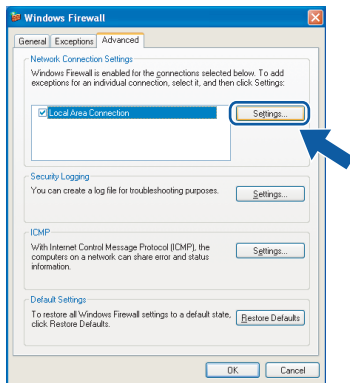 Windows Firewall
General Exceptions Advanced
Network Connection Settings
Windows Firewall is enabled for the connections selected below. To add
exceptions for an individual connection, select it, and then click Settings:
Local Area Connection
Settings...
Security Logging
You can create a log file for troubleshooting purposes.
Settings...
ICMP
With Internet Control Message Protocol (ICMP), the
computers on a network can share error and status
information.
Settings...
Default Settings
To restore all Windows Firewall settings to a default state,
click Restore Defaults.
Restore Defaults
OK Cancel